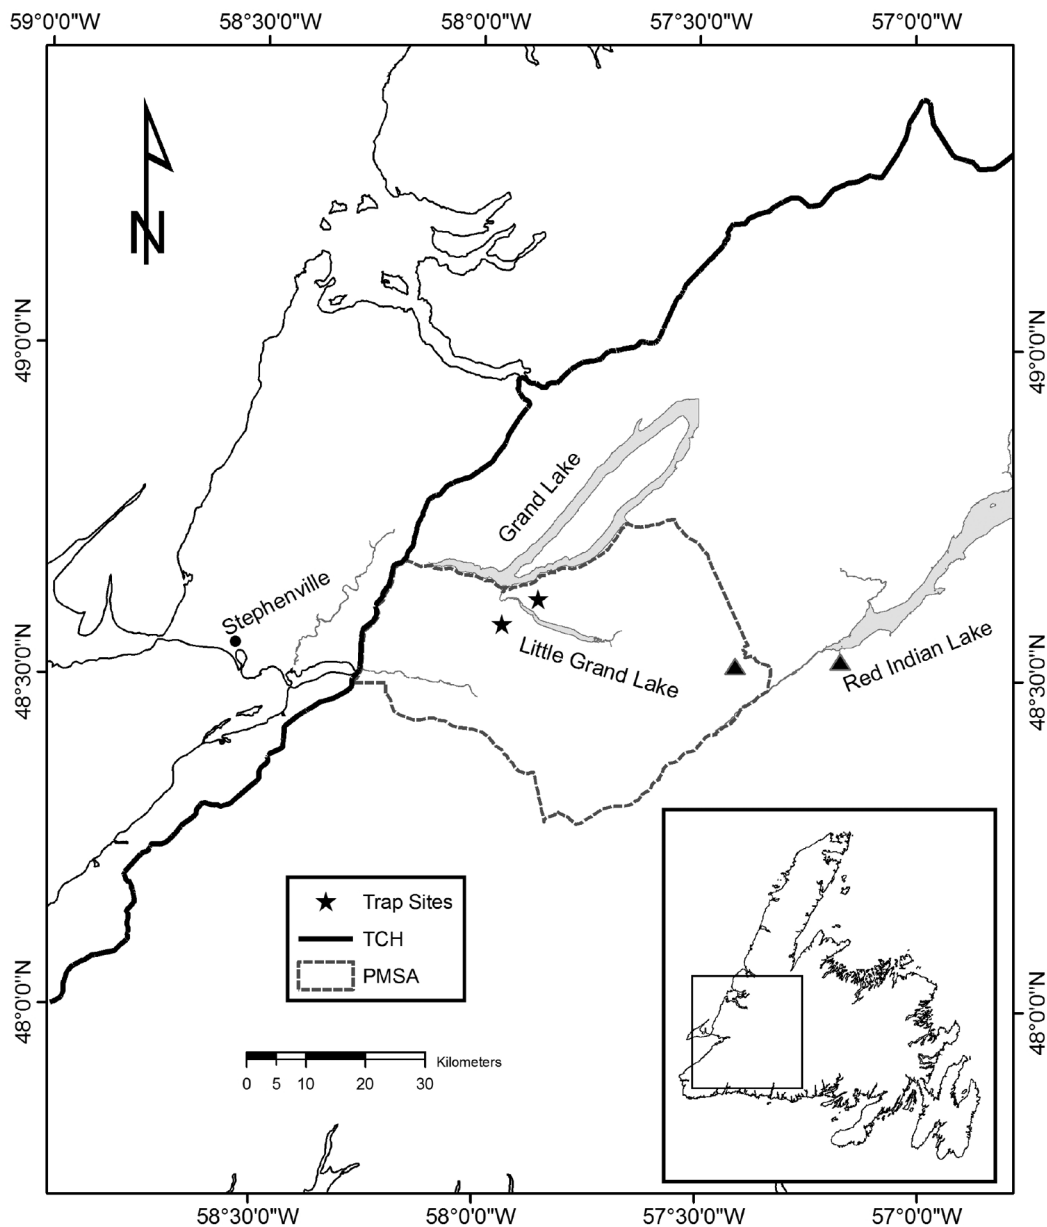 59°0'0"W 58°30'0"W 58°0'0"W 57°30'0"W 57°0'0"W
N
49°0'0"N
49°0'0"N
Grand Lake
Stephenville
Little Grand Lake
Red Indian Lake
48°30'0"N
48°30'0"N
Trap Sites
TCH
PMSA
48°0'0"N
48°0'0"N
Kilometers
0 5 10 20 30
58°30'0"W 58°0'0"W 57°30'0"W 57°0'0"W